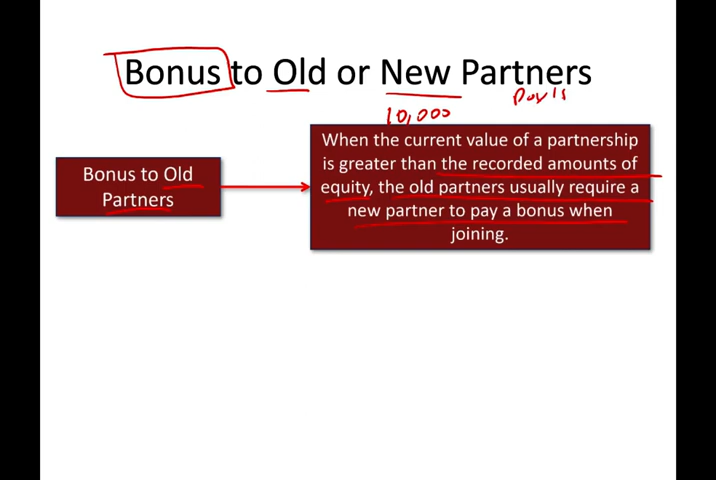 Bonus to Old or New Partners
10,000
Bonus to Old
Partners
When the current value of a partnership
is greater than the recorded amounts of
equity, the old partners usually require a
new partner to pay a bonus when
joining.